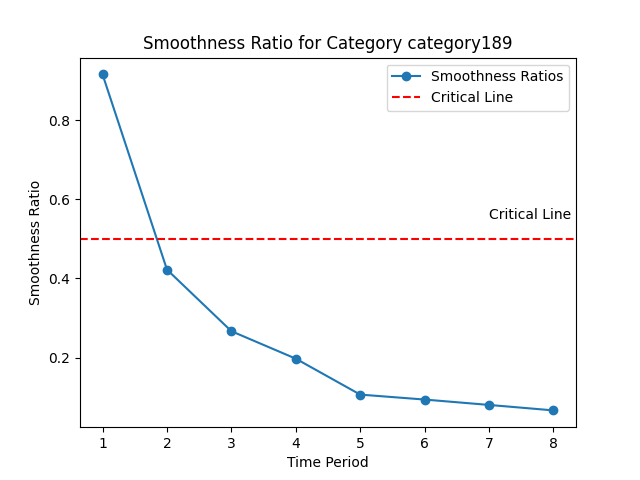 Smoothness Ratio for Category category189
Smoothness Ratios
Critical Line
Critical Line
Smoothness Ratio
0.8
0.6
0.4
0.2
1 2 3 4 5 6 7 8
Time Period